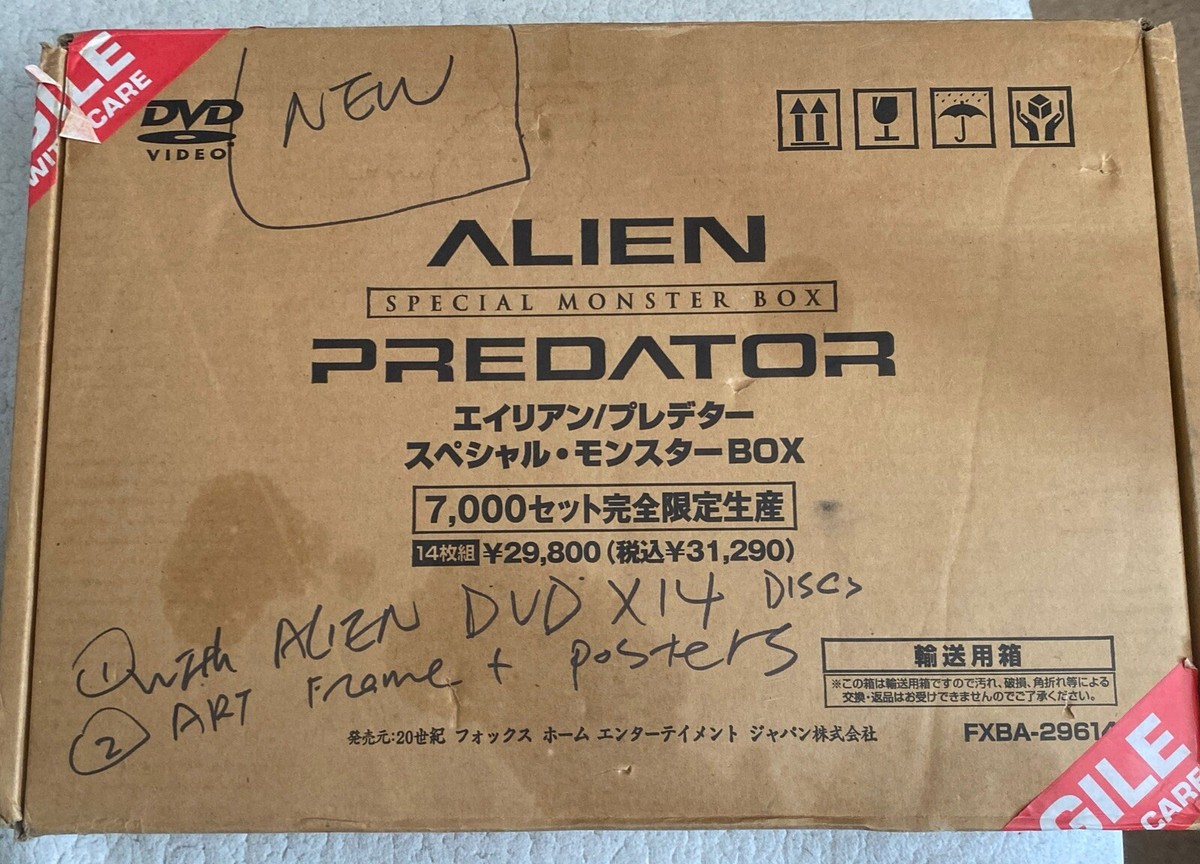 GILE
WITH CARE
DVD
VIDEO
NEW
ALIEN
SPECIAL MONSTER BOX
PREDATOR
エイリアン/プレデター
スペシャル・モンスターBOX
7,000セット完全限定生産
14枚組 ¥29,800(税込¥31,290)
① with ALIEN DVD X14 DISCS
② ART Frame + posters
輸送用箱
※この箱は輸送用箱ですので汚れ、破損、角折れ等による
交換・返品はお受けできませんのでご了承ください。
発売元:20世紀 フォックス ホーム エンターテイメント ジャパン株式会社
FXBA-29614
GILE
CARE